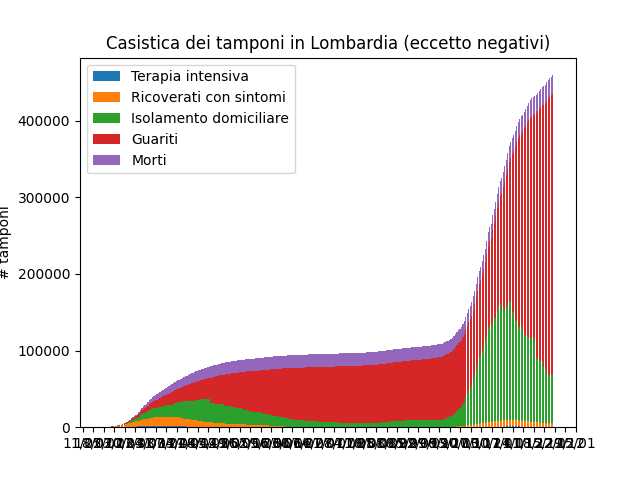 Casistica dei tamponi in Lombardia (eccetto negativi)
Terapia intensiva
Ricoverati con sintomi
Isolamento domiciliare
Guariti
Morti
# tamponi
400000
300000
200000
100000
0